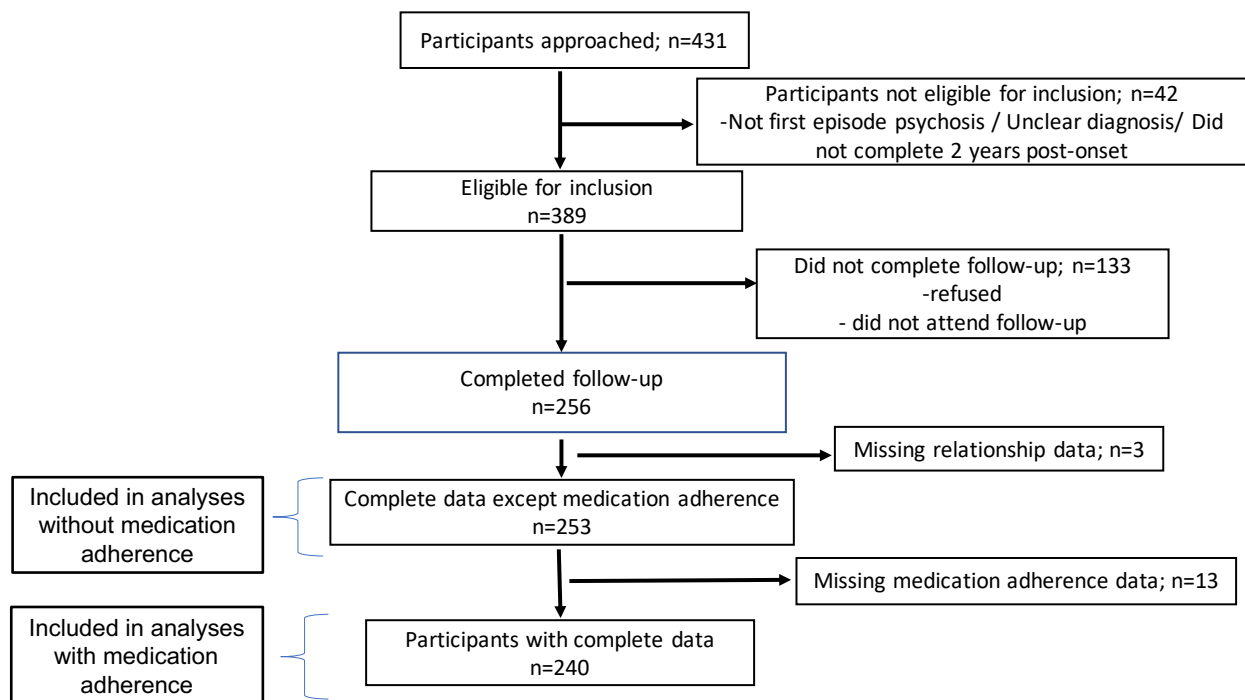 Participants approached; n=431
Participants not eligible for inclusion; n=42
-Not first episode psychosis / Unclear diagnosis/ Did
not complete 2 years post-onset
Eligible for inclusion
n=389
Did not complete follow-up; n=133
-refused
- did not attend follow-up
Completed follow-up
n=256
Missing relationship data; n=3
Included in analyses
without medication
adherence
Complete data except medication adherence
n=253
Missing medication adherence data; n=13
Included in analyses
with medication
adherence
Participants with complete data
n=240